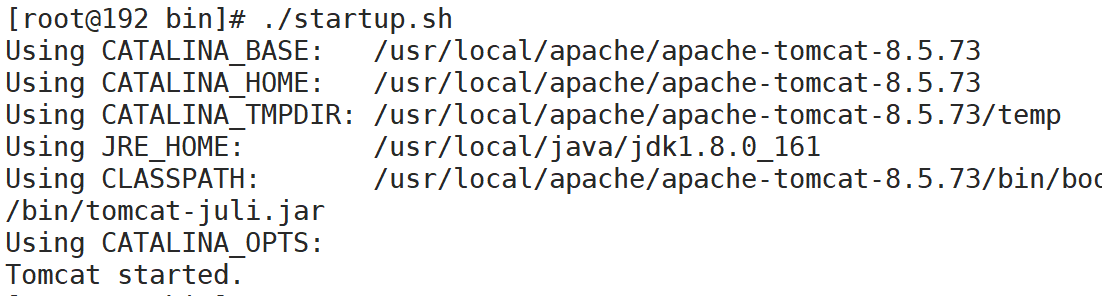 [root@192 bin]# ./startup.sh
Using CATALINA_BASE:   /usr/local/apache/apache-tomcat-8.5.73
Using CATALINA_HOME:   /usr/local/apache/apache-tomcat-8.5.73
Using CATALINA_TMPDIR: /usr/local/apache/apache-tomcat-8.5.73/temp
Using JRE_HOME:        /usr/local/java/jdk1.8.0_161
Using CLASSPATH:       /usr/local/apache/apache-tomcat-8.5.73/bin/boo
/bin/tomcat-juli.jar
Using CATALINA_OPTS:
Tomcat started.